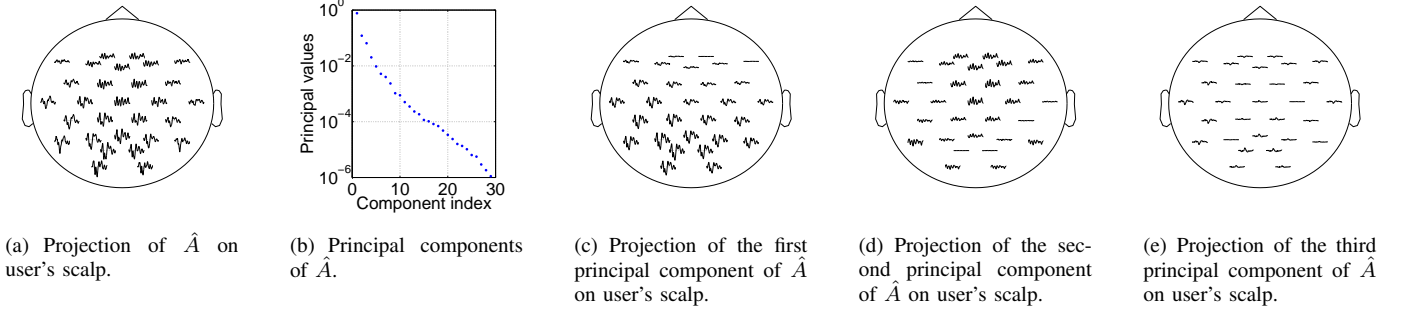 10^0
10^−2
10^−4
10^−6
0 10 20 30
Principal values
Component index
(a) Projection of Â on
user's scalp.
(b) Principal components
of Â.
(c) Projection of the first
principal component of Â
on user's scalp.
(d) Projection of the sec-
ond principal component
of Â on user's scalp.
(e) Projection of the third
principal component of Â
on user's scalp.